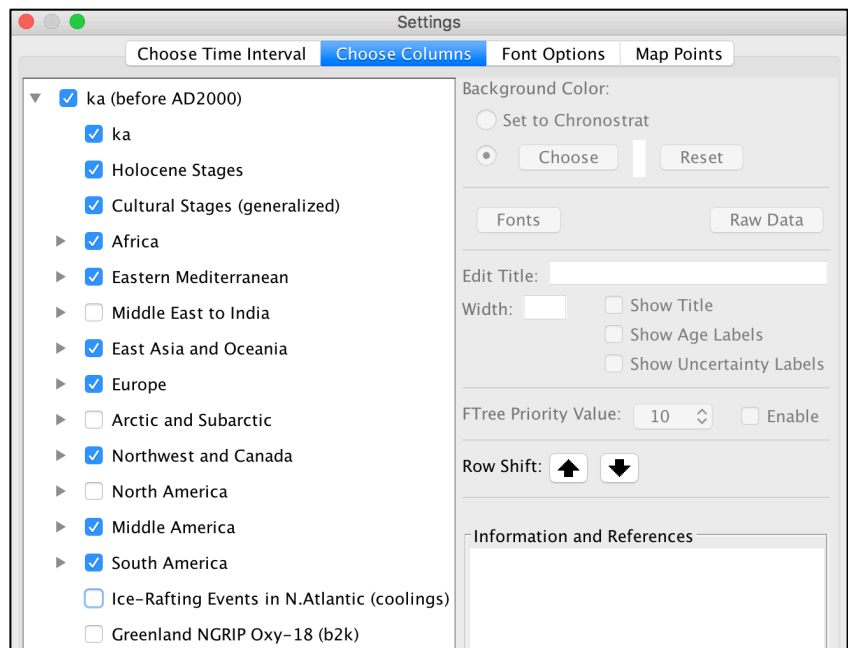 Settings
Choose Time Interval
Choose Columns
Font Options
Map Points
ka (before AD2000)
ka
Holocene Stages
Cultural Stages (generalized)
Africa
Eastern Mediterranean
Middle East to India
East Asia and Oceania
Europe
Arctic and Subarctic
Northwest and Canada
North America
Middle America
South America
Ice-Rafting Events in N.Atlantic (coolings)
Greenland NGRIP Oxy-18 (b2k)
Background Color:
Set to Chronostrat
Choose
Reset
Fonts
Raw Data
Edit Title:
Width:
Show Title
Show Age Labels
Show Uncertainty Labels
FTree Priority Value:
10
Enable
Row Shift:
Information and References